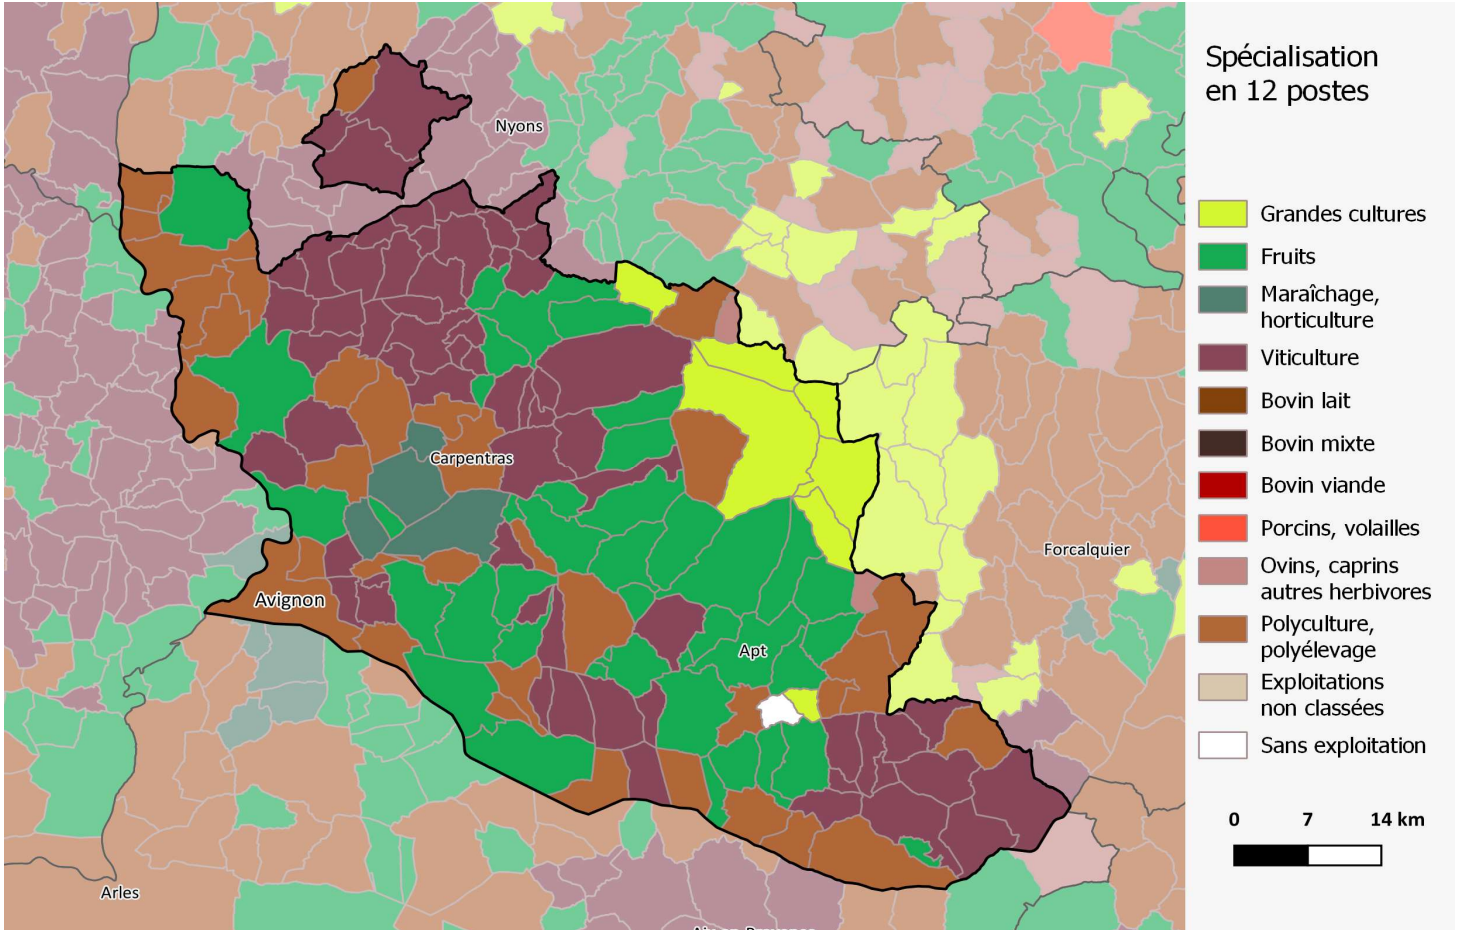 Spécialisation
en 12 postes
Grandes cultures
Fruits
Maraîchage,
horticulture
Viticulture
Bovin lait
Bovin mixte
Bovin viande
Porcins, volailles
Ovins, caprins
autres herbivores
Polyculture,
polyélevage
Exploitations
non classées
Sans exploitation
0 7 14 km
Nyons
Carpentras
Forcalquier
Avignon
Apt
Arles